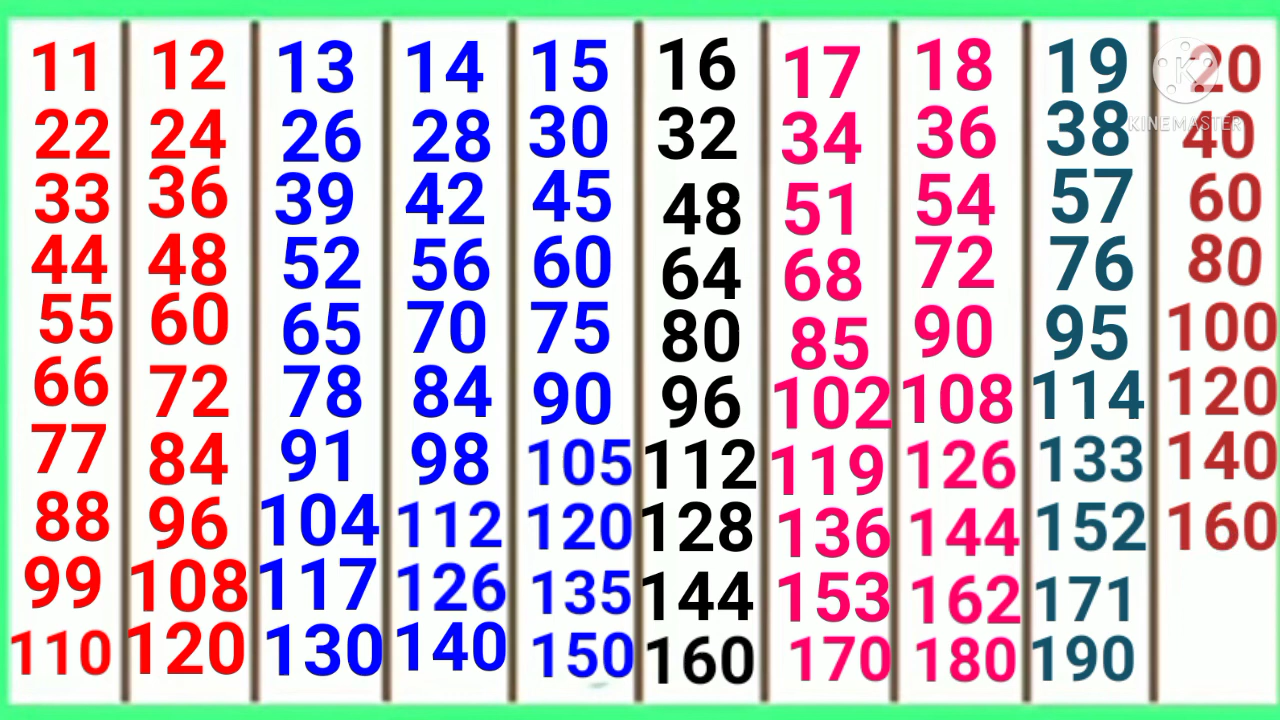 11 12 13 14 15 16 17 18 19 20
22 24 26 28 30 32 34 36 38 40
33 36 39 42 45 48 51 54 57 60
44 48 52 56 60 64 68 72 76 80
55 60 65 70 75 80 85 90 95 100
66 72 78 84 90 96 102 108 114 120
77 84 91 98 105 112 119 126 133 140
88 96 104 112 120 128 136 144 152 160
99 108 117 126 135 144 153 162 171
110 120 130 140 150 160 170 180 190
K
KINEMASTER